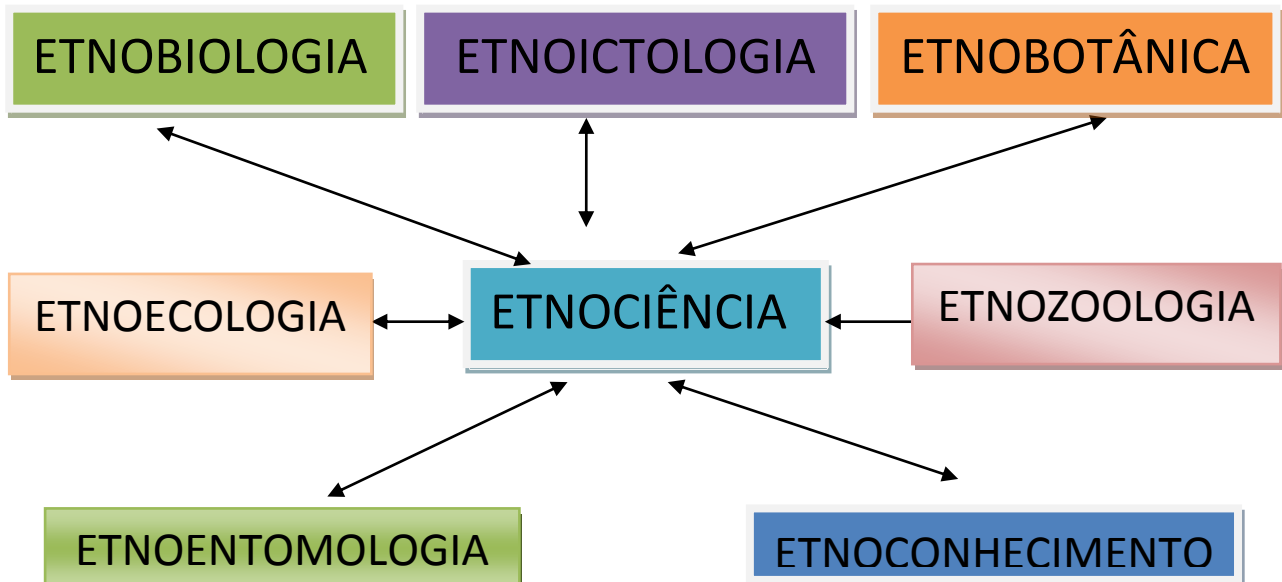 ETNOBIOLOGIA
ETNOICTOLOGIA
ETNOBOTÂNICA
ETNOECOLOGIA
ETNOCIÊNCIA
ETNOZOOLOGIA
ETNOENTOMOLOGIA
ETNOCONHECIMENTO